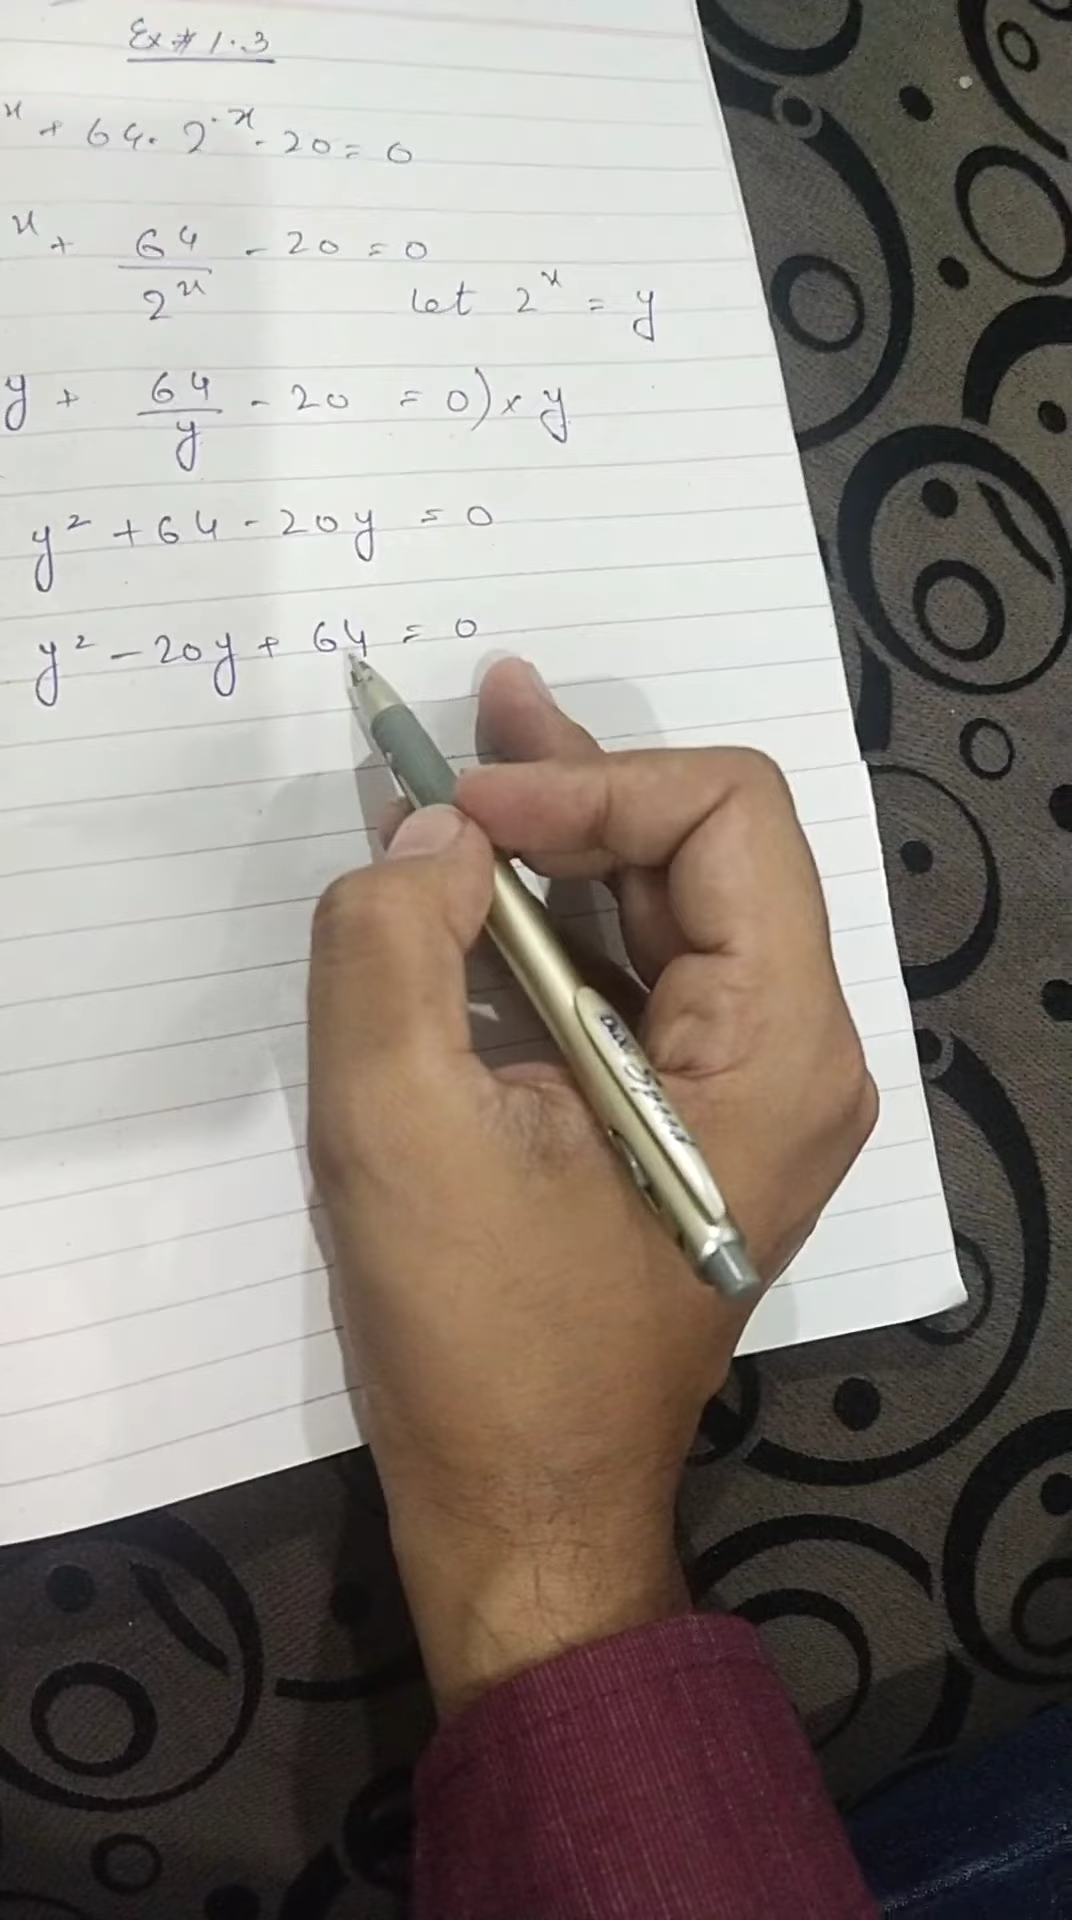 Ex # 1.3
x + 64. 2^-x - 20 = 0
x + 64/2^x - 20 = 0
let 2^x = y
y + 64/y - 20 = 0) × y
y² + 64 - 20y = 0
y² - 20y + 64 = 0